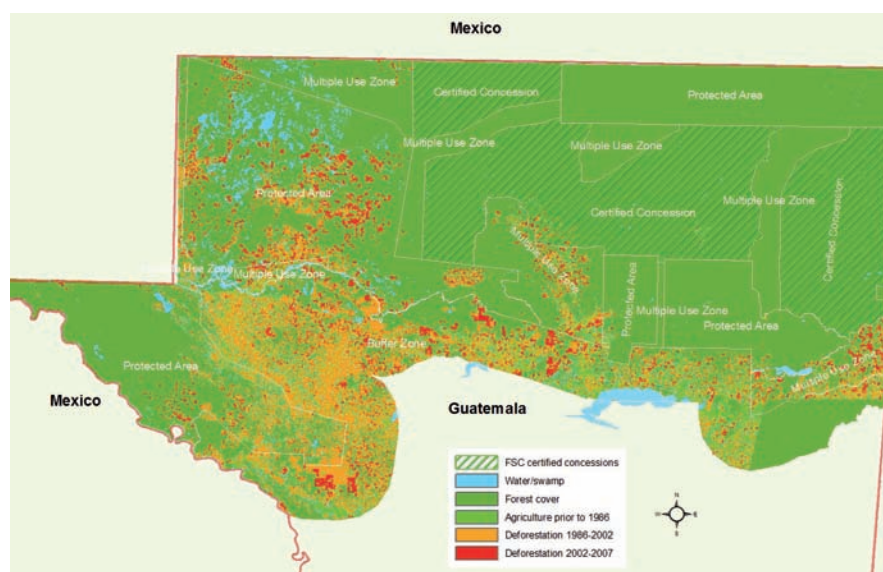 Mexico
Multiple Use Zone
Certified Concession
Protected Area
Multiple Use Zone
Multiple Use Zone
Protected Area
Multiple Use Zone
Certified Concession
Certified Concession
Multiple Use Zone
Multiple Use Zone
Multiple Use Zone
Protected Area
Multiple Use Zone
Protected Area
Buffer Zone
Protected Area
Multiple Use Zone
Mexico
Guatemala
FSC certified concessions
Water/swamp
Forest cover
Agriculture prior to 1986
Deforestation 1986-2002
Deforestation 2002-2007
N
W
E
S